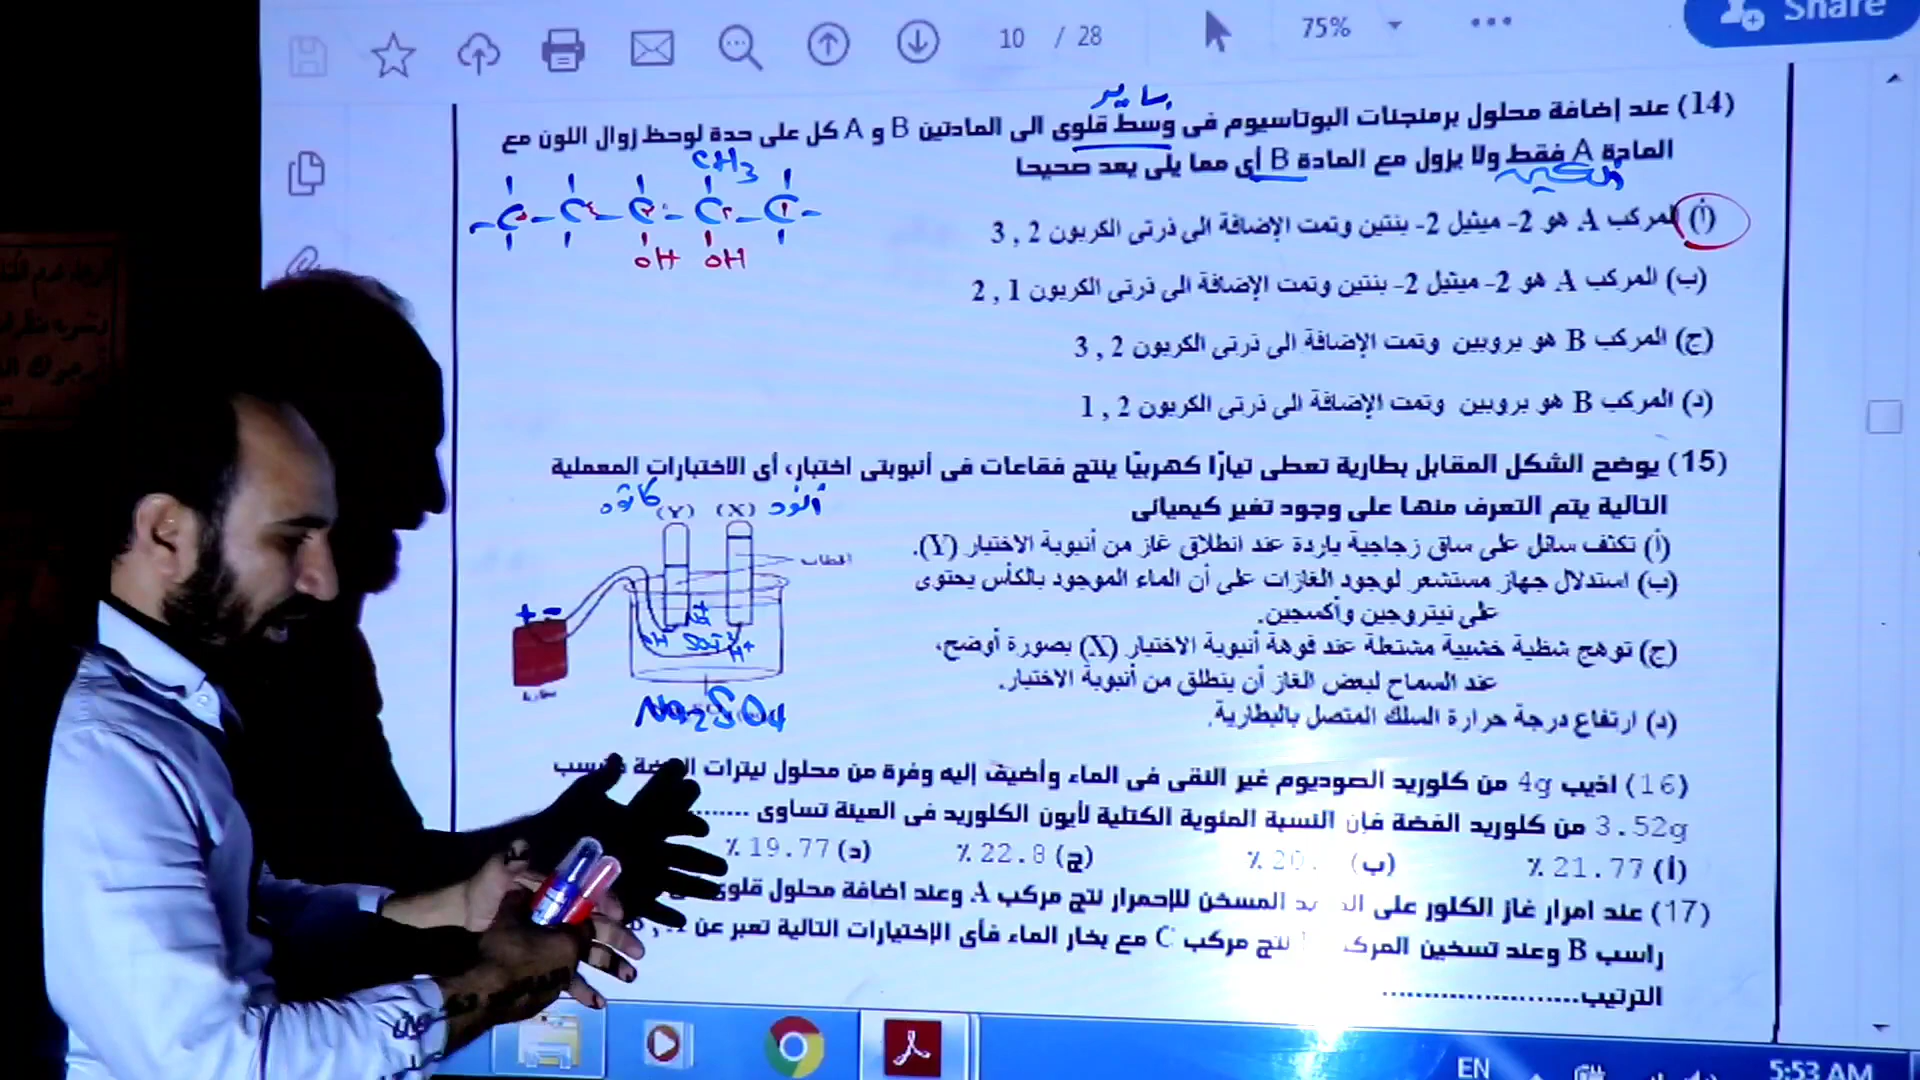 10 / 28
75%
Share
باير
(14) عند إضافة محلول برمنجنات البوتاسيوم فى وسط قلوى الى المادتين B و A كل على حدة لوحظ زوال اللون مع
المادة A فقط ولا يزول مع المادة B أى مما يلى يعد صحيحا
CH3
C C C C C
OH OH
(أ) المركب A هو 2- ميثيل 2- بنتين وتمت الإضافة الى ذرتى الكربون 2 , 3
(ب) المركب A هو 2- ميثيل 2- بنتين وتمت الإضافة الى ذرتى الكربون 1 , 2
(ج) المركب B هو بروبين وتمت الإضافة الى ذرتى الكربون 2 , 3
(د) المركب B هو بروبين وتمت الإضافة الى ذرتى الكربون 2 , 1
(15) يوضح الشكل المقابل بطارية تعطى تيارًا كهربيًا ينتج فقاعات فى أنبوبتى اختبار، أى الاختبارات المعملية
التالية يتم التعرف منها على وجود تغير كيميائى
كاثود (Y) (X) أنود
أقطاب
(أ) تكثف سائل على ساق زجاجية باردة عند انطلاق غاز من أنبوبة الاختبار (Y).
(ب) استدلال جهاز مستشعر لوجود الغازات على أن الماء الموجود بالكأس يحتوى
على نيتروجين وأكسجين.
(ج) توهج شظية خشبية مشتعلة عند فوهة أنبوبة الاختبار (X) بصورة أوضح،
عند السماح لبعض الغاز أن ينطلق من أنبوبة الاختبار.
(د) ارتفاع درجة حرارة السلك المتصل بالبطارية.
+ -
بطارية
Na2SO4
(16) اذيب 4g من كلوريد الصوديوم غير النقى فى الماء وأضيف إليه وفرة من محلول نيترات
3.52g من كلوريد الفضة فإن النسبة المئوية الكتلية لأيون الكلوريد فى العينة تساوى ........
(أ) 21.77 ٪ (ب) 20. ٪ (ج) 22.8 ٪ (د) 19.77 ٪
(17) عند امرار غاز الكلور على المسخن للإحمرار نتج مركب A وعند اضافة محلول قلوى
راسب B وعند تسخين المركب نتج مركب C مع بخار الماء فأى الإختيارات التالية تعبر عن
الترتيب........................
EN
5:53 AM